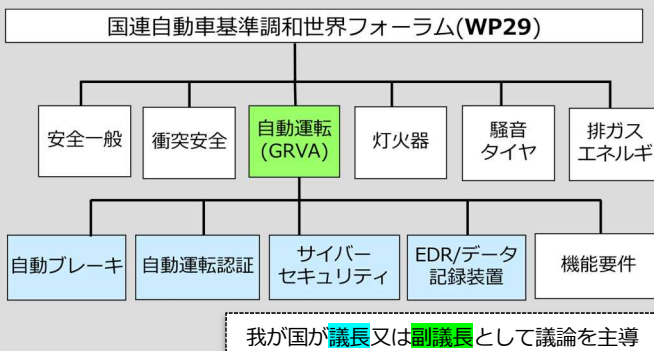 国連自動車基準調和世界フォーラム(WP29)
安全一般
衝突安全
自動運転
(GRVA)
灯火器
騒音
タイヤ
排ガス
エネルギ
自動ブレーキ
自動運転認証
サイバー
セキュリティ
EDR/データ
記録装置
機能要件
我が国が議長又は副議長として議論を主導